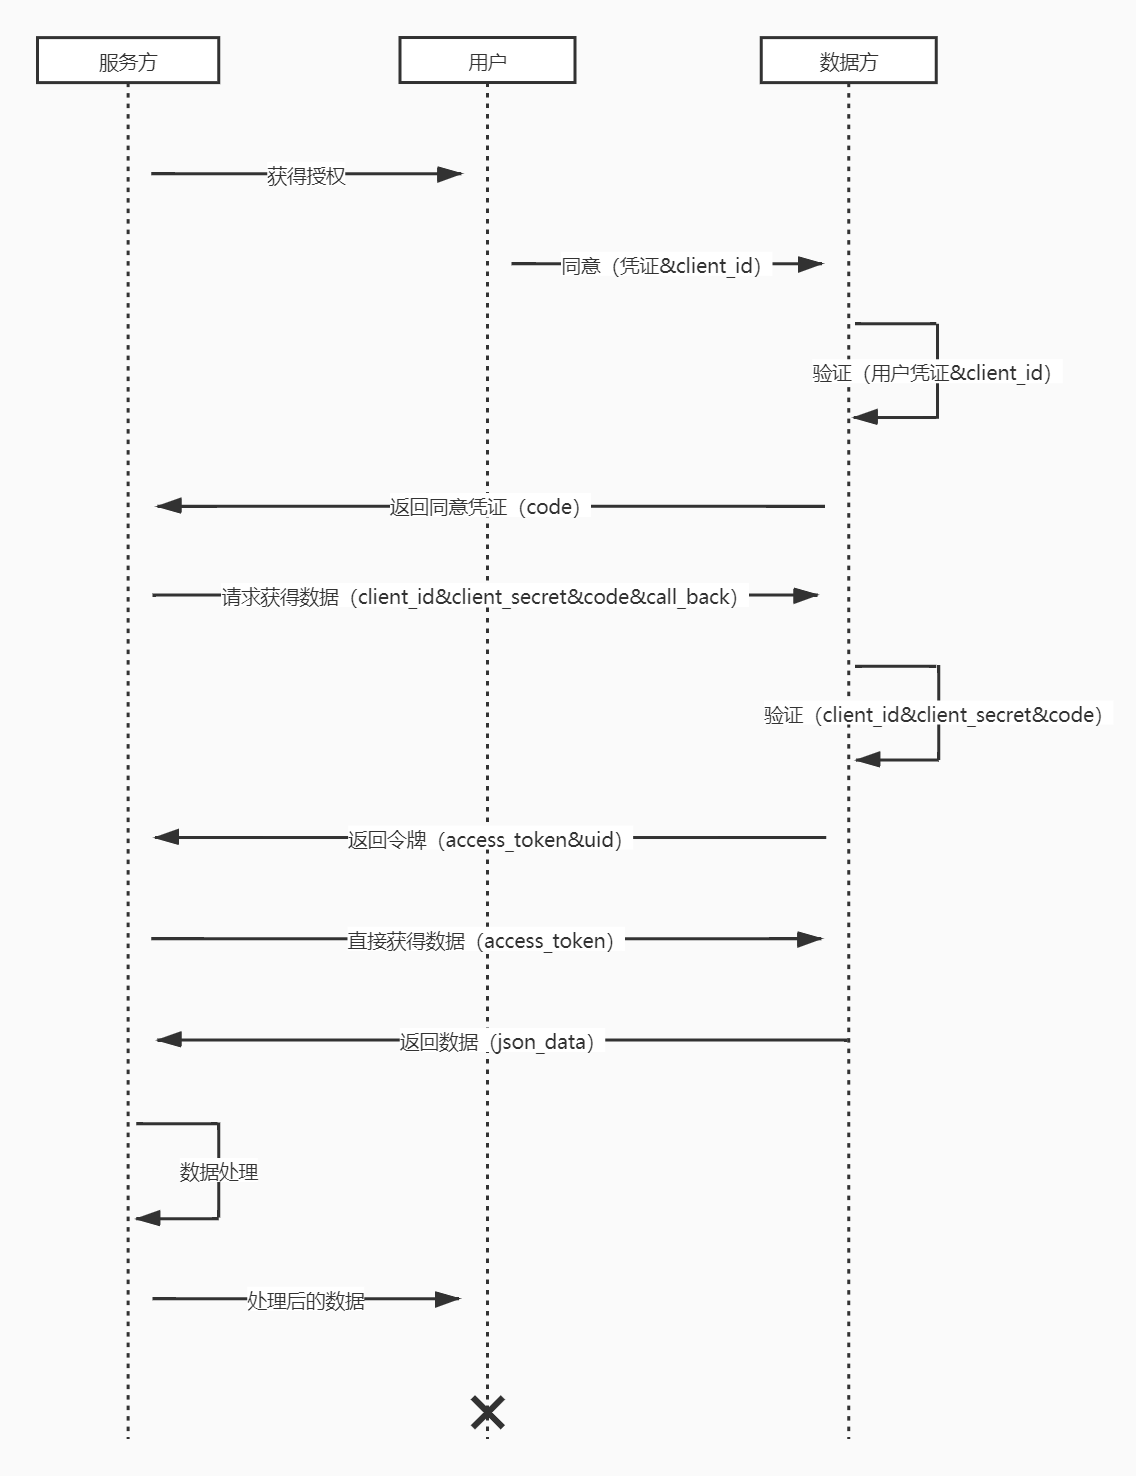 服务方
用户
数据方
获得授权
同意（凭证&client_id）
验证（用户凭证&client_id）
返回同意凭证（code）
请求获得数据（client_id&client_secret&code&call_back）
验证（client_id&client_secret&code）
返回令牌（access_token&uid）
直接获得数据（access_token）
返回数据（json_data）
数据处理
处理后的数据